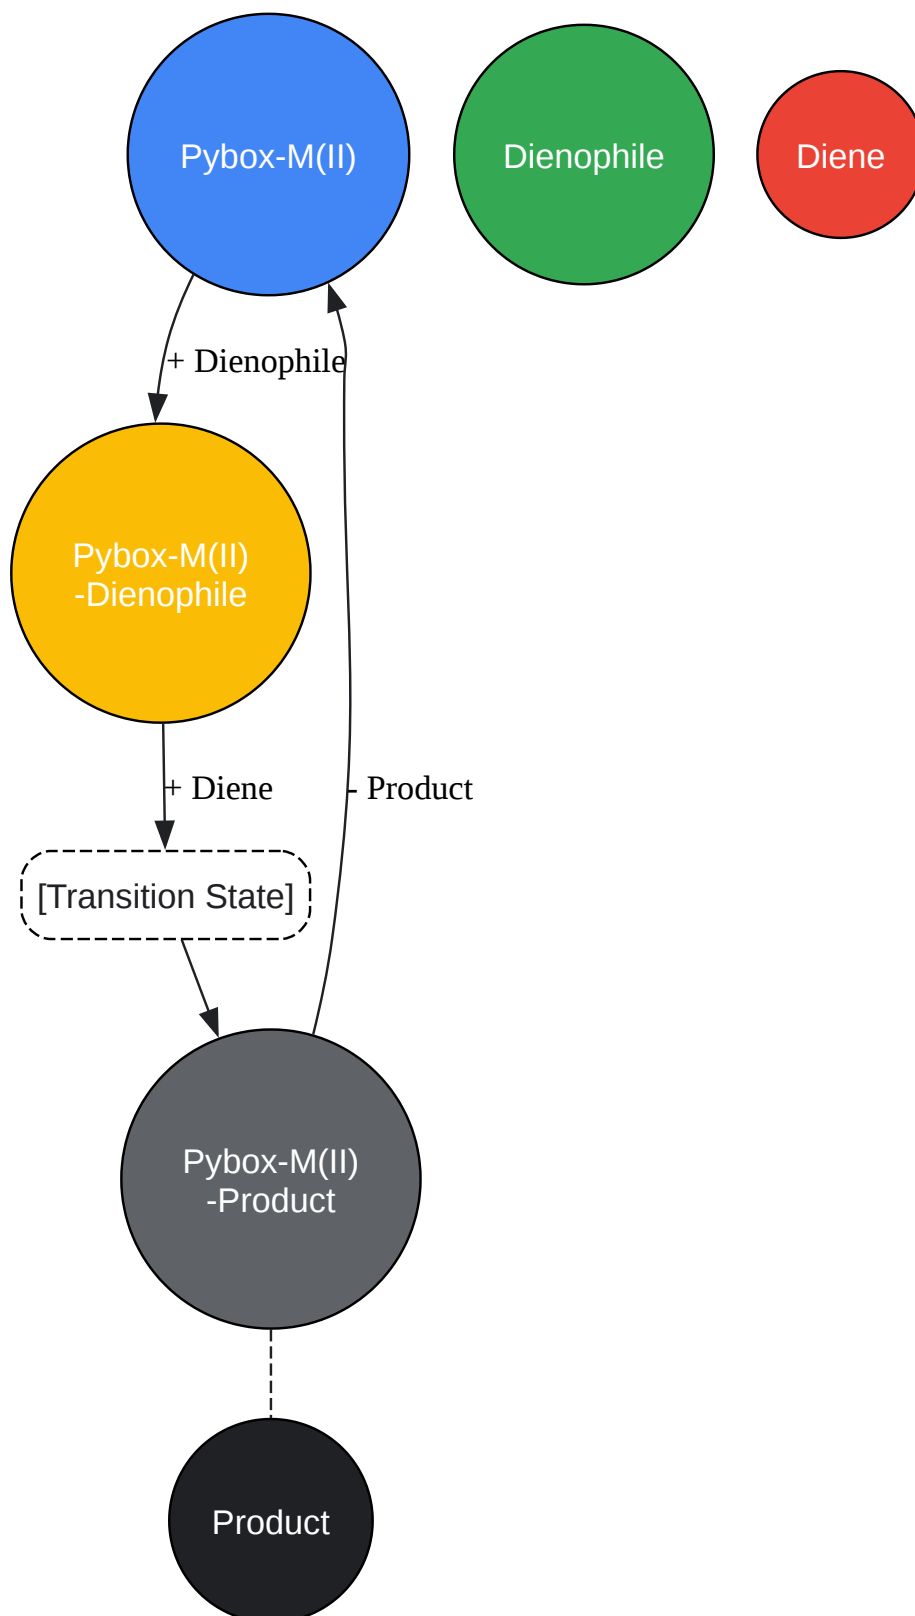 Pybox-M(II)
Dienophile
Diene
+ Dienophile
Pybox-M(II)
-Dienophile
+ Diene
- Product
[Transition State]
Pybox-M(II)
-Product
Product